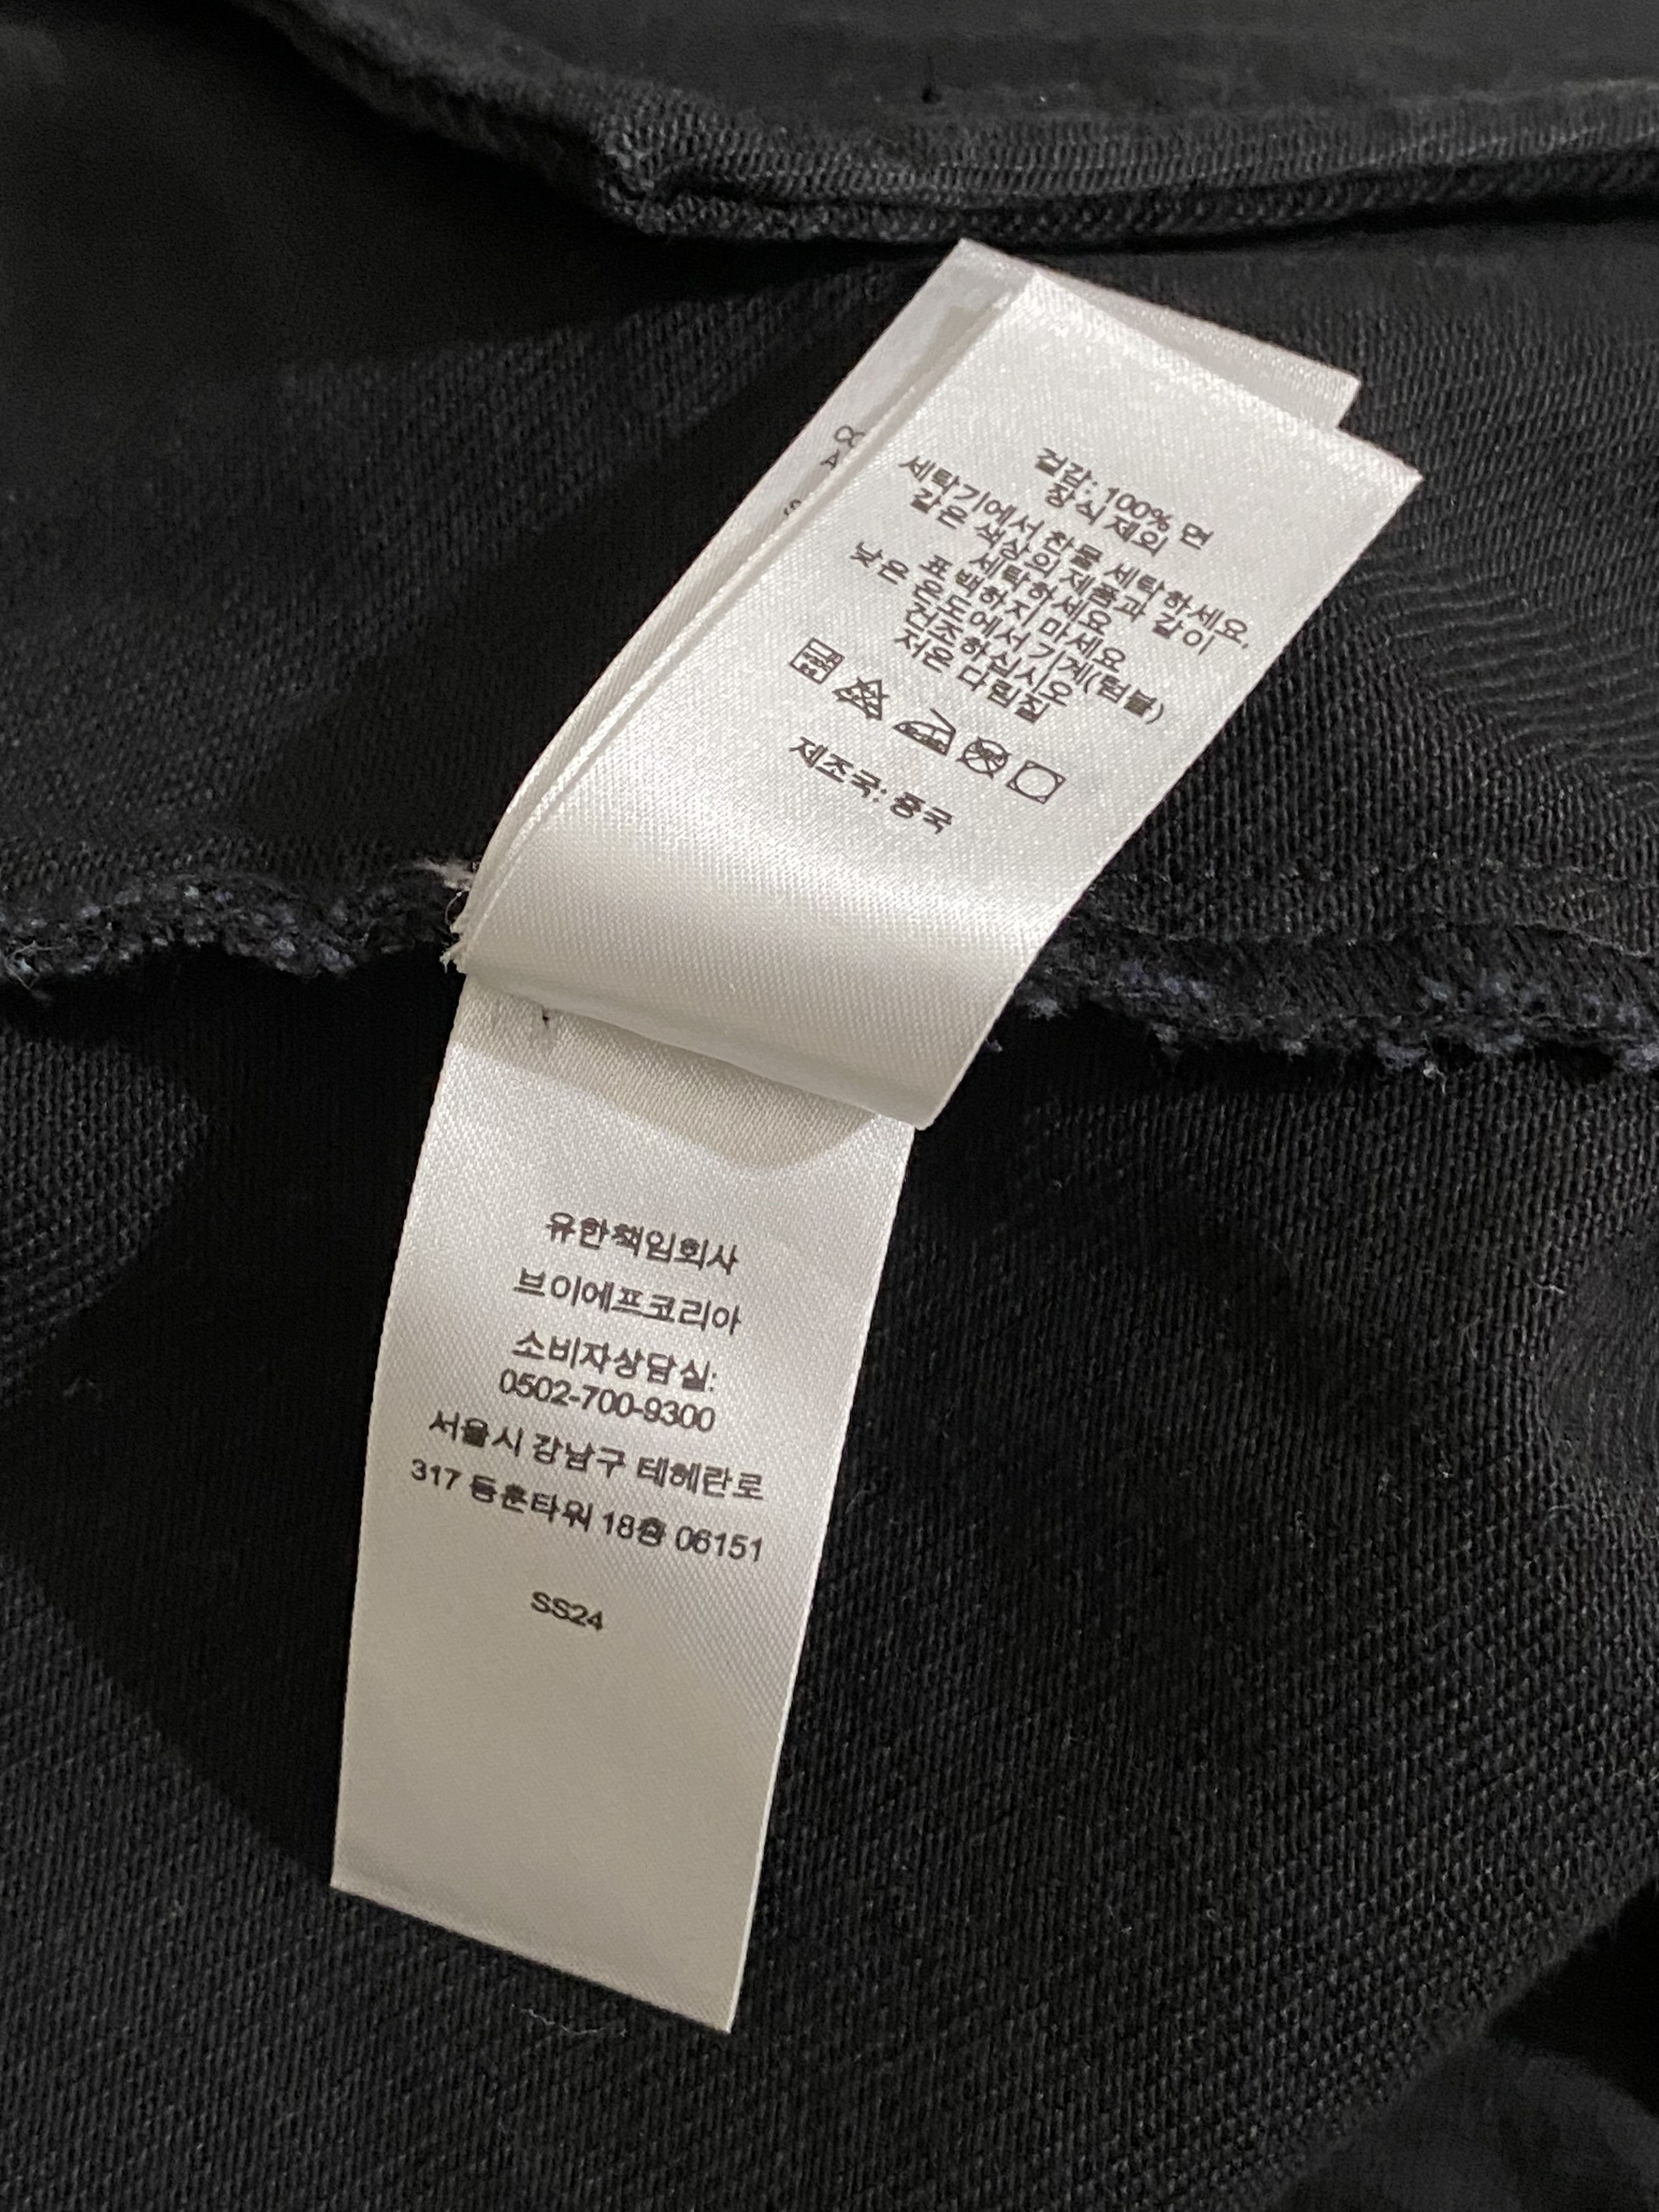 겉감: 100% 면
장식 제외
세탁기에서 찬물 세탁하세요.
같은 색상의 제품과 같이
세탁하세요
표백하지 마세요
낮은 온도에서 기계(텀블)
건조하십시오
저온 다림질
제조국: 중국
유한책임회사
브이에프코리아
소비자상담실:
0502-700-9300
서울시 강남구 테헤란로
317 동훈타워 18층 06151
SS24